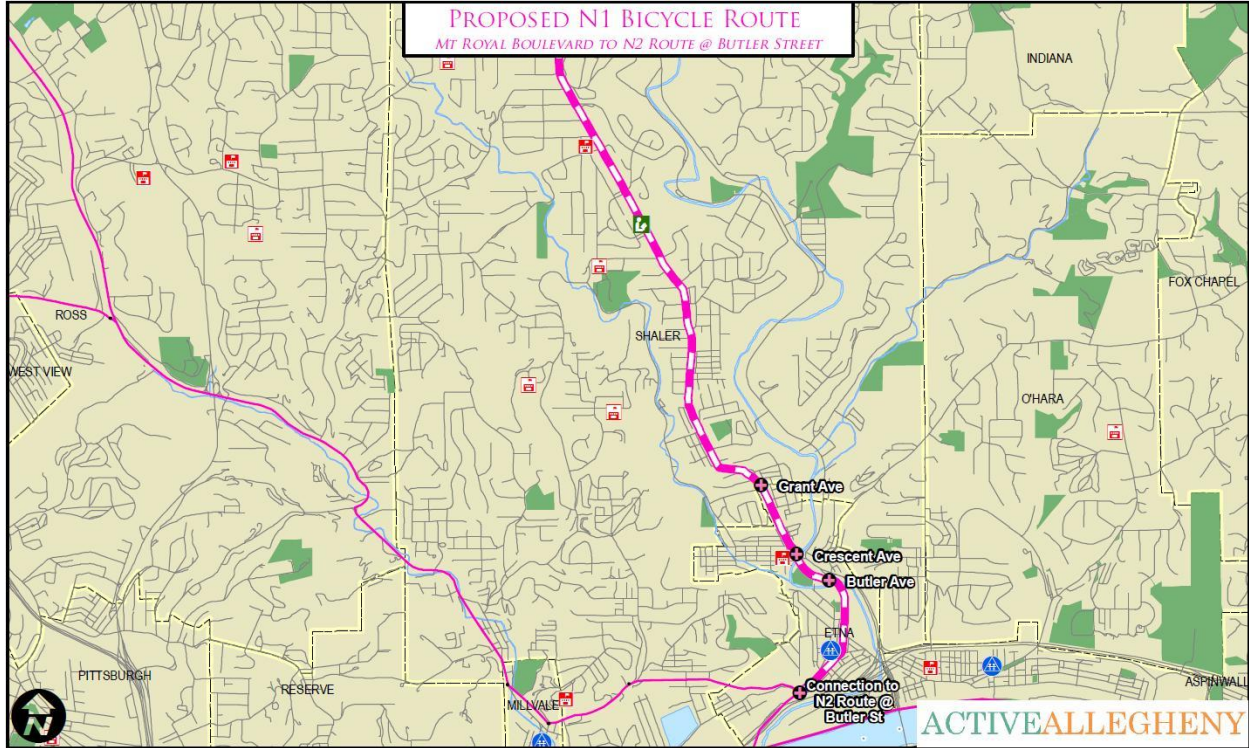 PROPOSED N1 BICYCLE ROUTE
MT ROYAL BOULEVARD TO N2 ROUTE @ BUTLER STREET
INDIANA
FOX CHAPEL
ROSS
SHALER
WEST VIEW
O'HARA
Grant Ave
Crescent Ave
Butler Ave
ETNA
PITTSBURGH
RESERVE
MILLVALE
ASPINWALL
Connection to
N2 Route @
Butler St
N
ACTIVEALLEGHENY